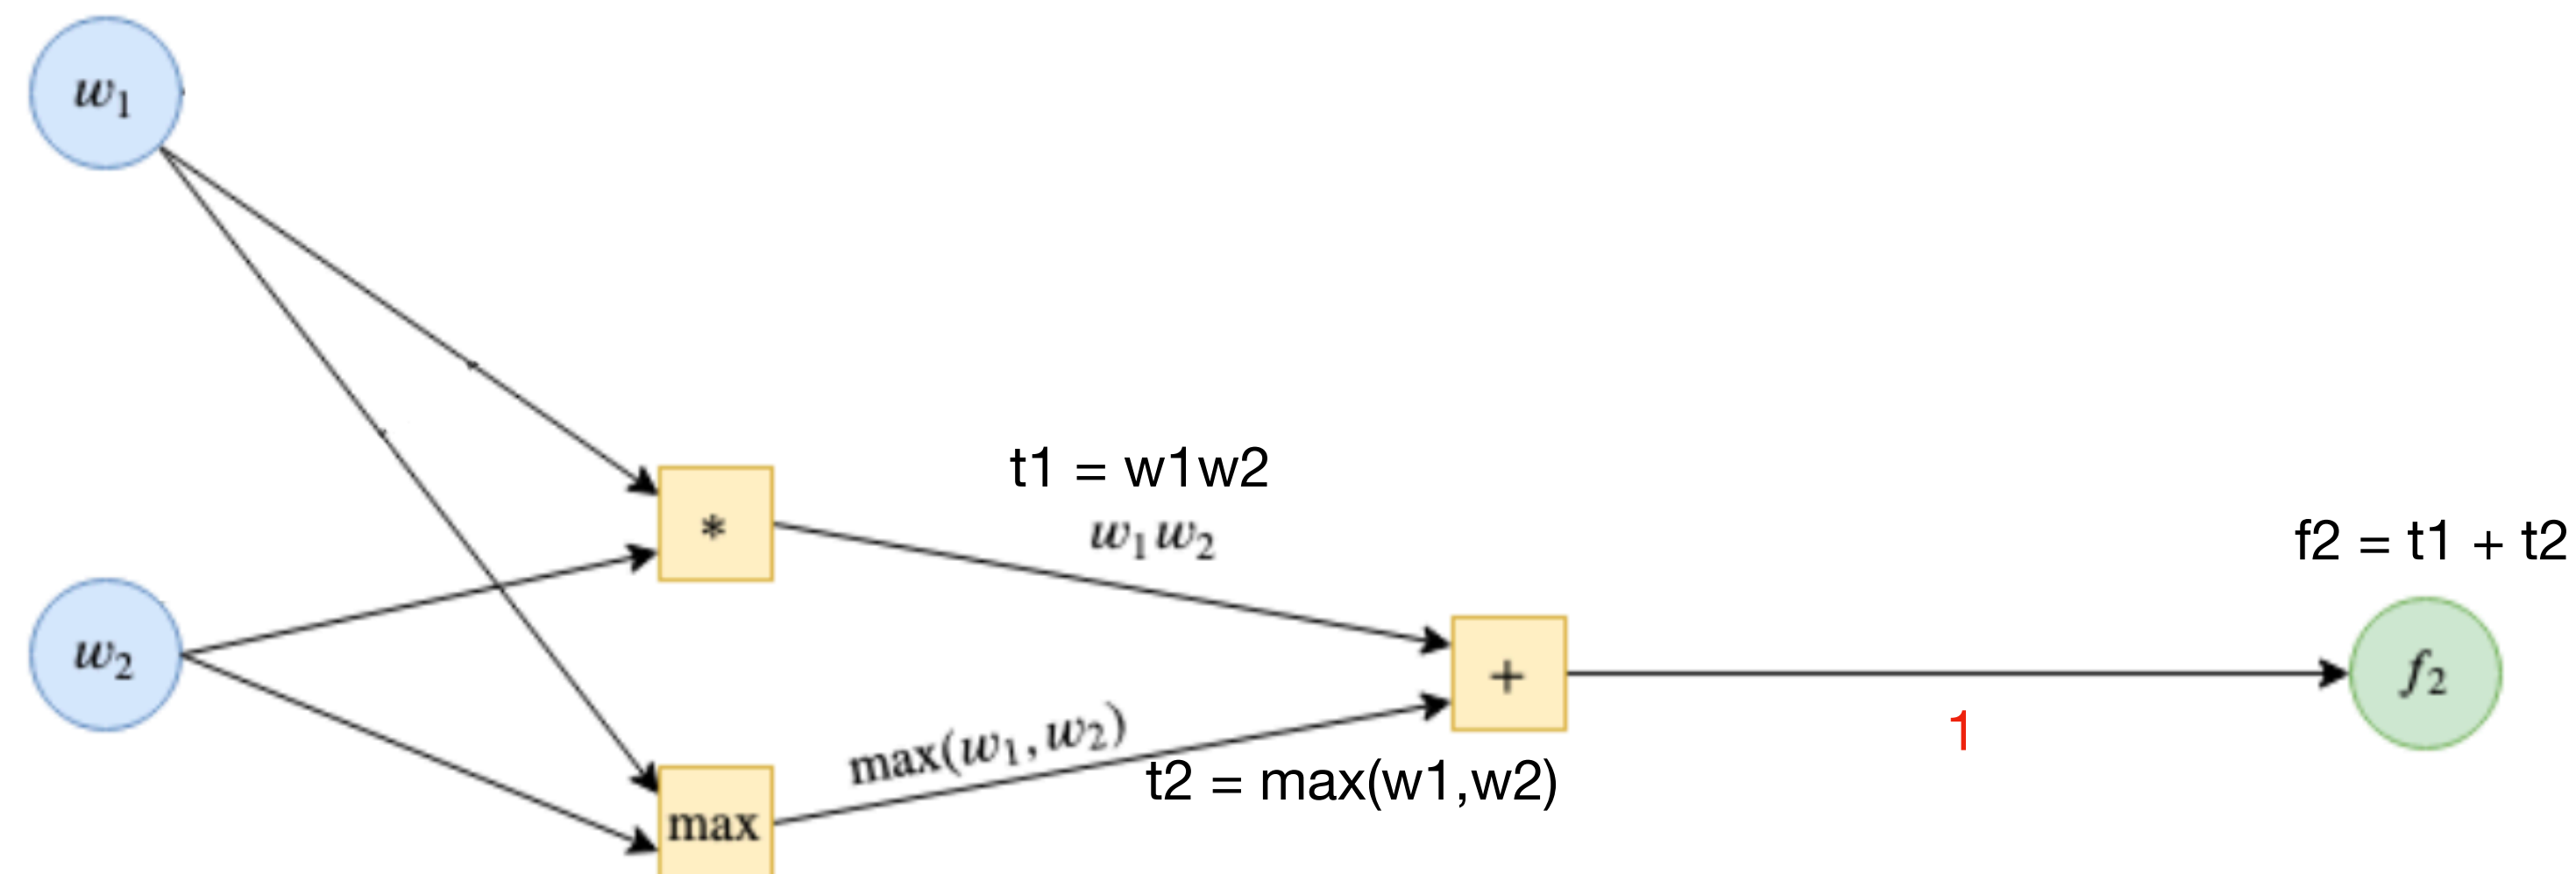 w₁
t1 = w1w2
w₁w₂
*
f2 = t1 + t2
w₂
+
f₂
max(w₁, w₂)
1
t2 = max(w1,w2)
max